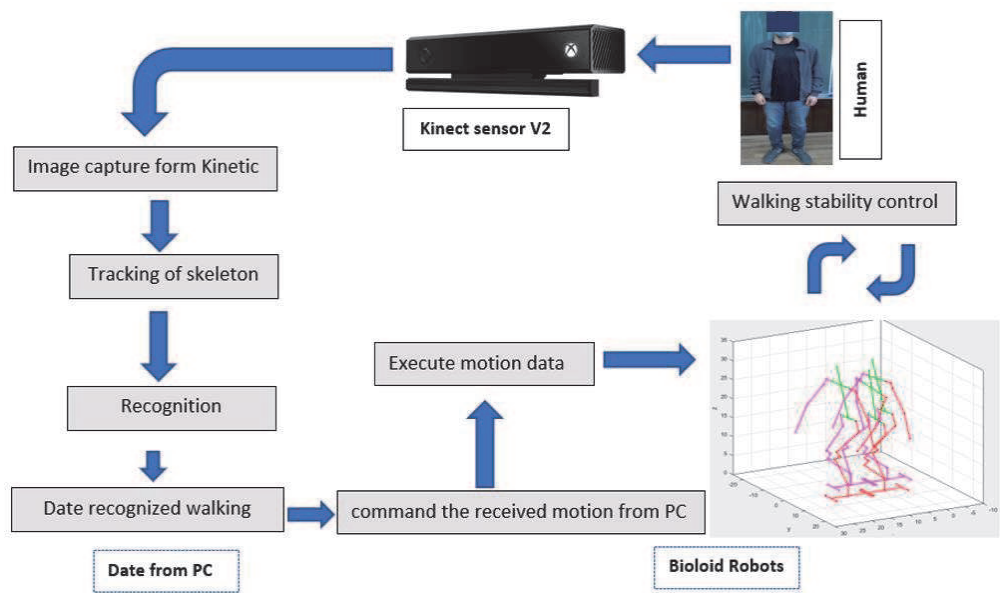 Kinect sensor V2
Human
Image capture form Kinetic
Walking stability control
Tracking of skeleton
Execute motion data
Recognition
Date recognized walking
command the received motion from PC
Date from PC
Bioloid Robots